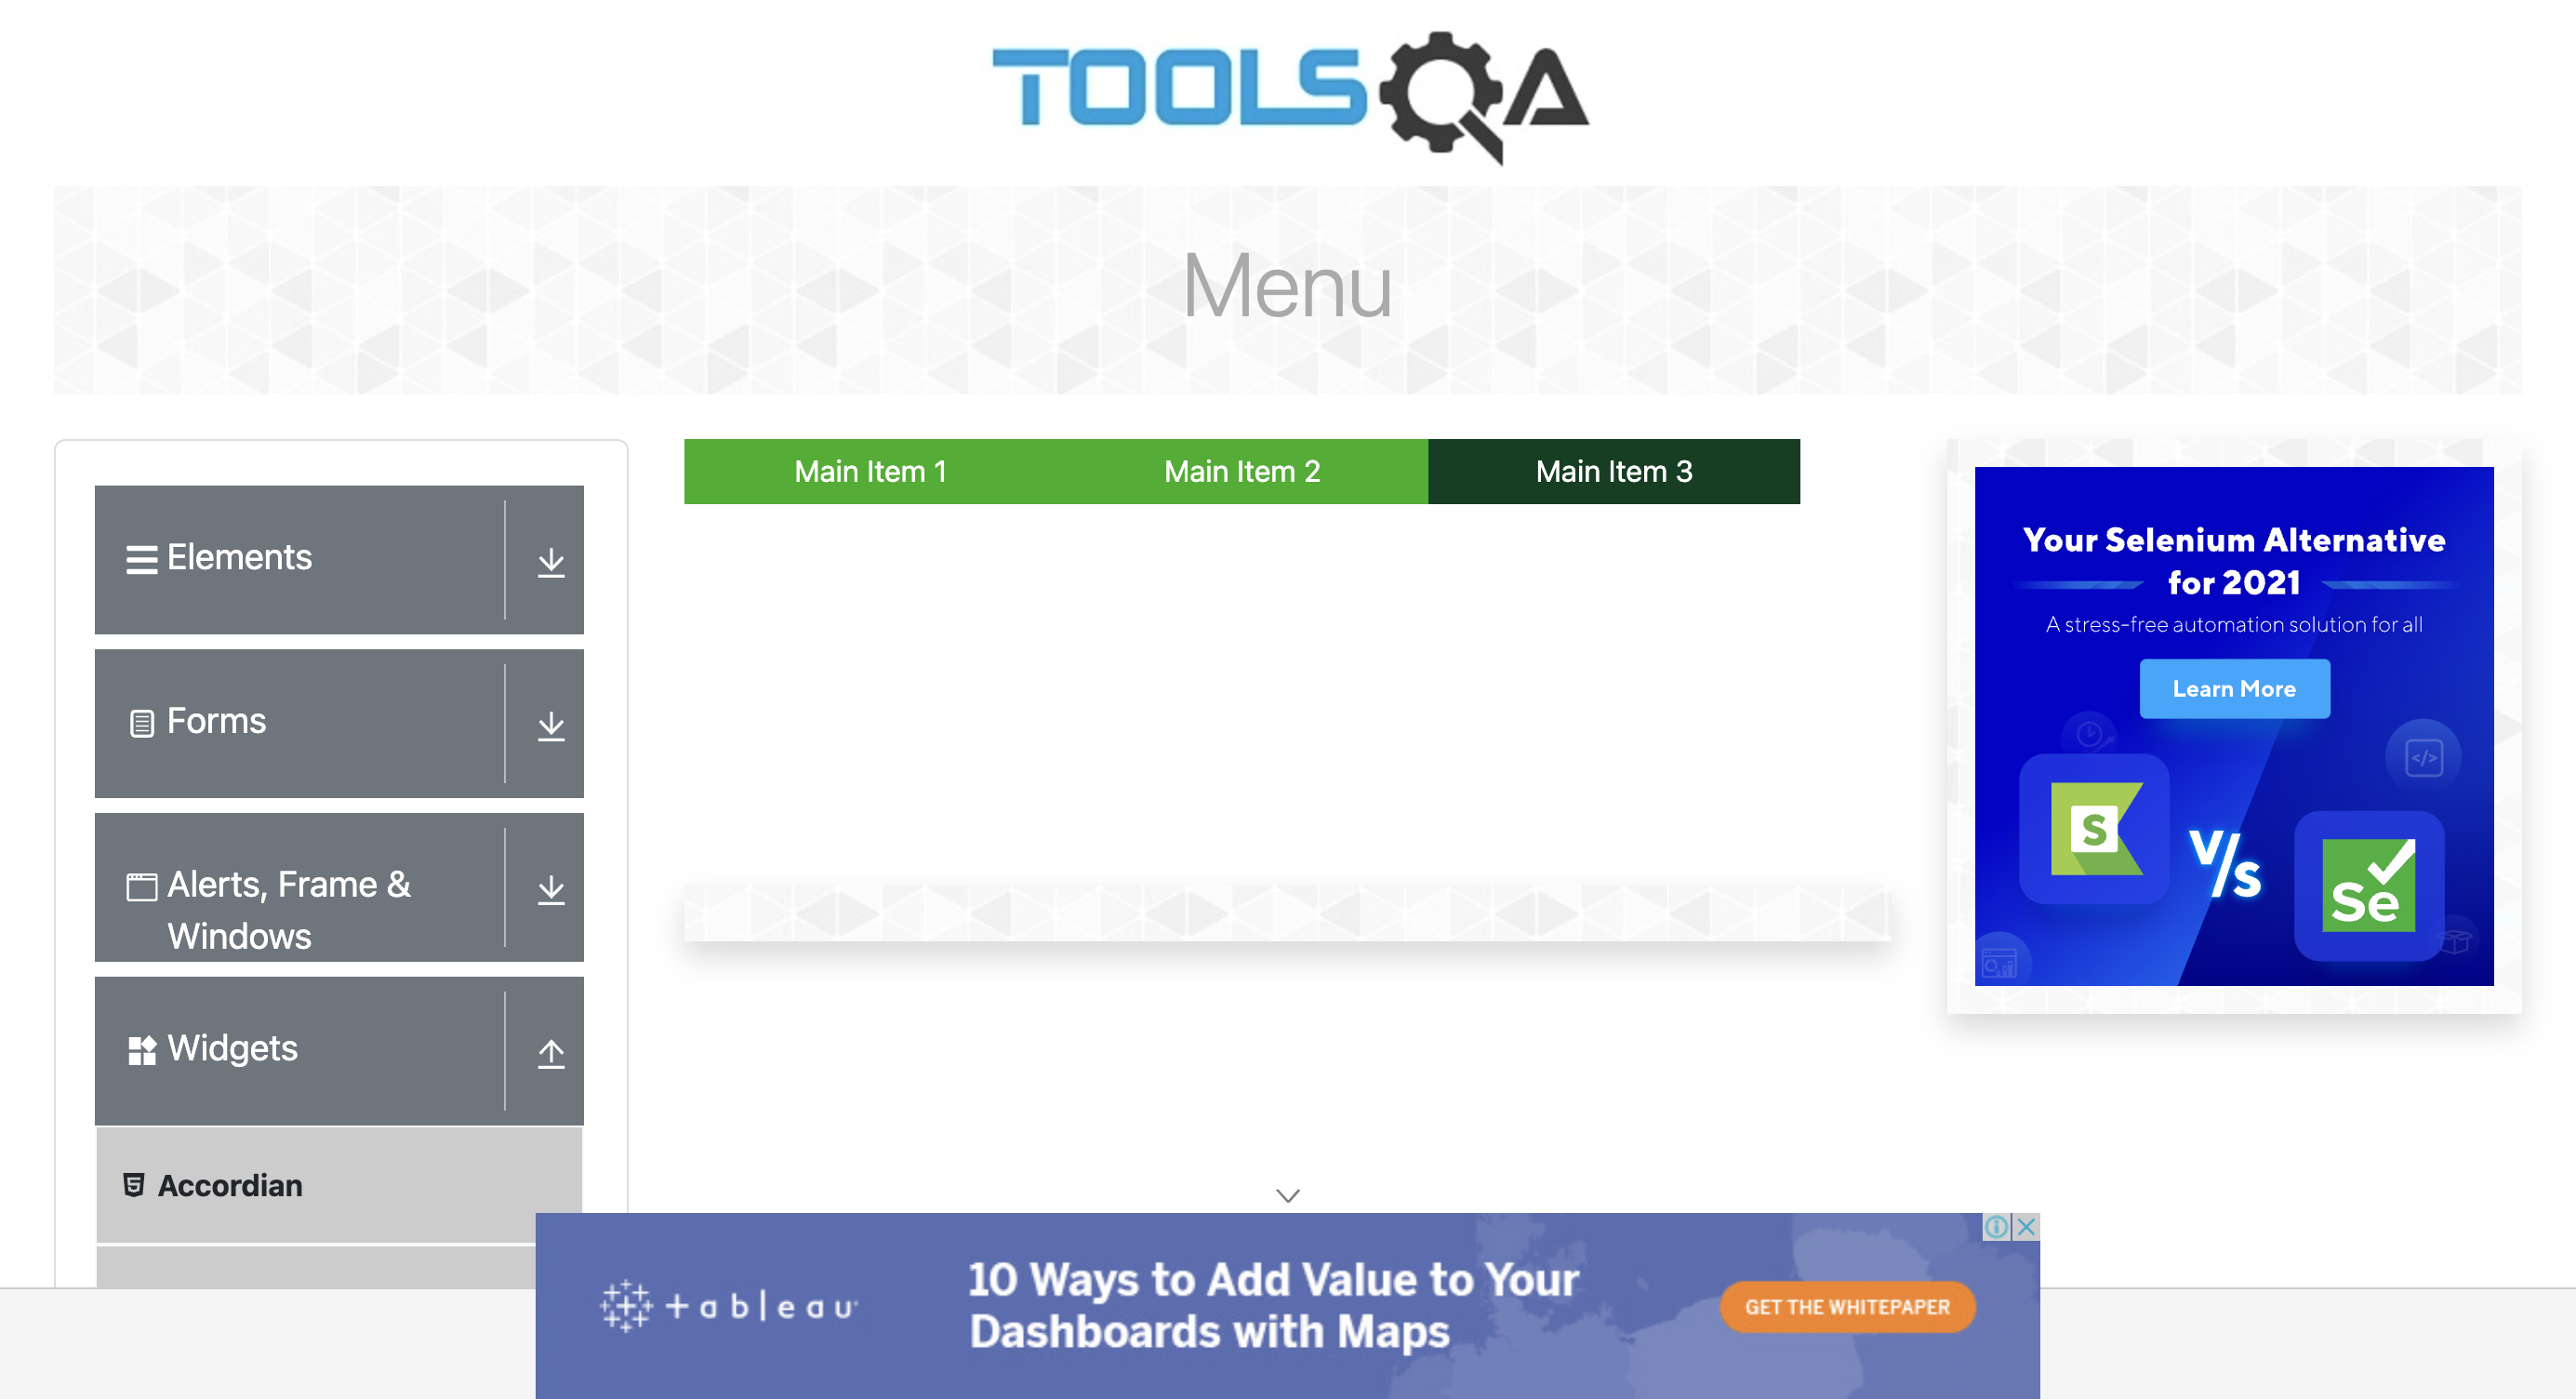 TOOLSQA
Menu
Main Item 1
Main Item 2
Main Item 3
Elements
Forms
Alerts, Frame &
Windows
Widgets
Accordian
Your Selenium Alternative
for 2021
A stress-free automation solution for all
Learn More
S
V/s
Se
</>
+ableau
10 Ways to Add Value to Your
Dashboards with Maps
GET THE WHITEPAPER